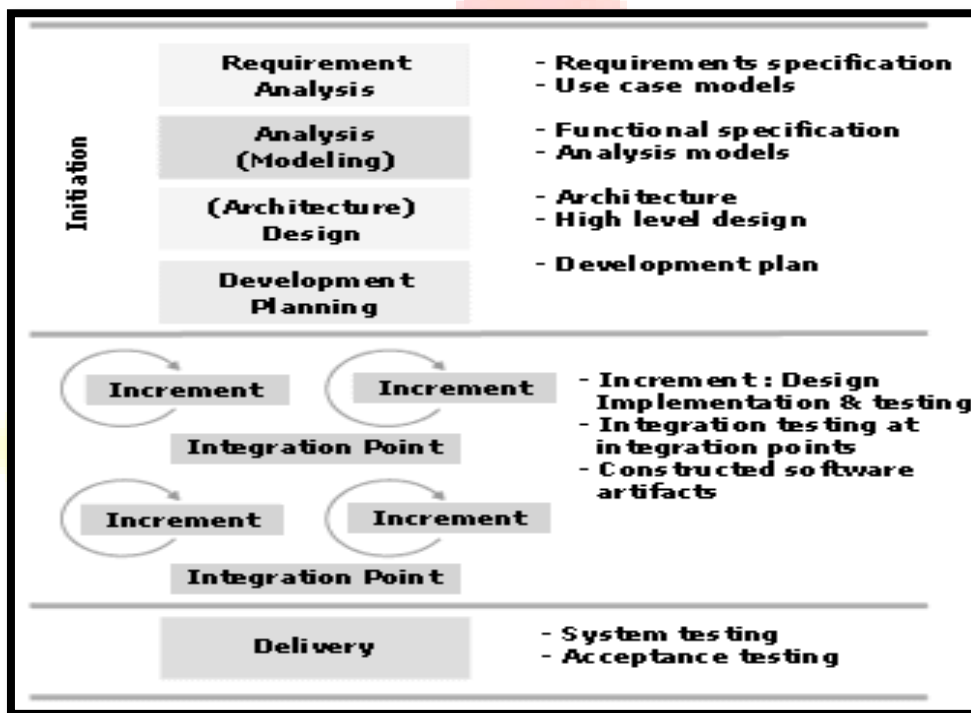 Initiation
Requirement
Analysis
- Requirements specification
- Use case models
Analysis
(Modeling)
- Functional specification
- Analysis models
(Architecture)
Design
- Architecture
- High level design
Development
Planning
- Development plan
Increment
Increment
Integration Point
Increment
Increment
Integration Point
- Increment : Design
Implementation & testing
- Integration testing at
integration points
- Constructed software
artifacts
Delivery
- System testing
- Acceptance testing